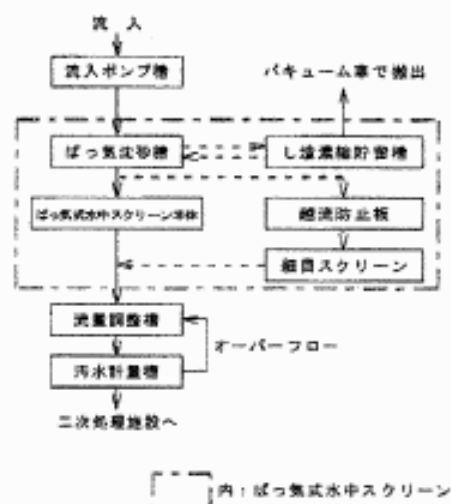 流入
流入ポンプ槽
バキューム車で搬出
ばっ気沈砂槽
し渣濃縮貯留槽
ばっ気式水中スクリーン本体
越流防止板
細目スクリーン
流量調整槽
オーバーフロー
汚水計量槽
二次処理施設へ
内:ばっ気式水中スクリーン